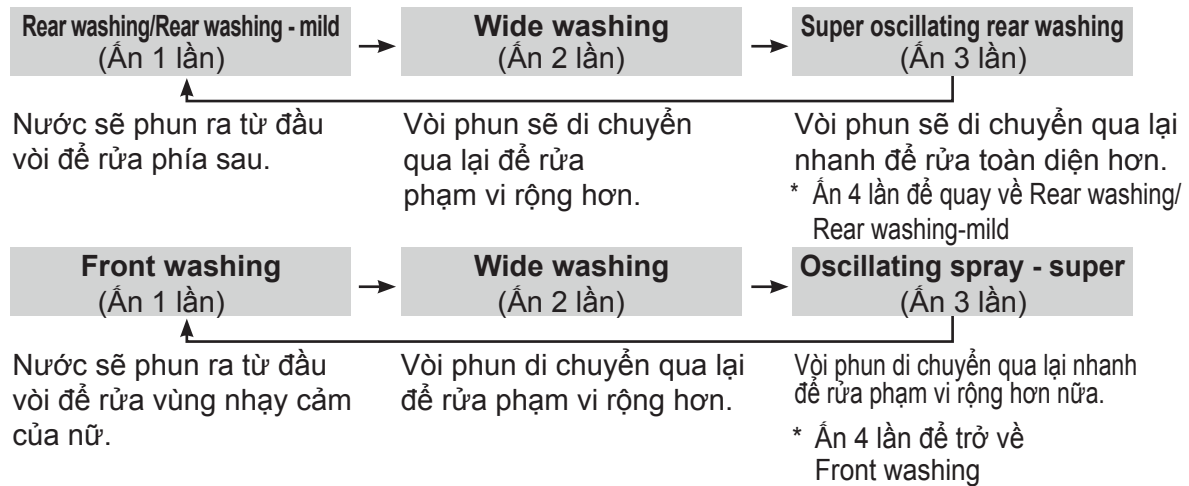 Rear washing/Rear washing - mild
(Ấn 1 lần)
Wide washing
(Ấn 2 lần)
Super oscillating rear washing
(Ấn 3 lần)
Nước sẽ phun ra từ đầu
vòi để rửa phía sau.
Vòi phun sẽ di chuyển
qua lại để rửa
phạm vi rộng hơn.
Vòi phun sẽ di chuyển qua lại
nhanh để rửa toàn diện hơn.
* Ấn 4 lần để quay về Rear washing/
Rear washing-mild
Front washing
(Ấn 1 lần)
Wide washing
(Ấn 2 lần)
Oscillating spray - super
(Ấn 3 lần)
Nước sẽ phun ra từ đầu
vòi để rửa vùng nhạy cảm
của nữ.
Vòi phun di chuyển qua lại
để rửa phạm vi rộng hơn.
Vòi phun di chuyển qua lại nhanh
để rửa phạm vi rộng hơn nữa.
* Ấn 4 lần để trở về
Front washing